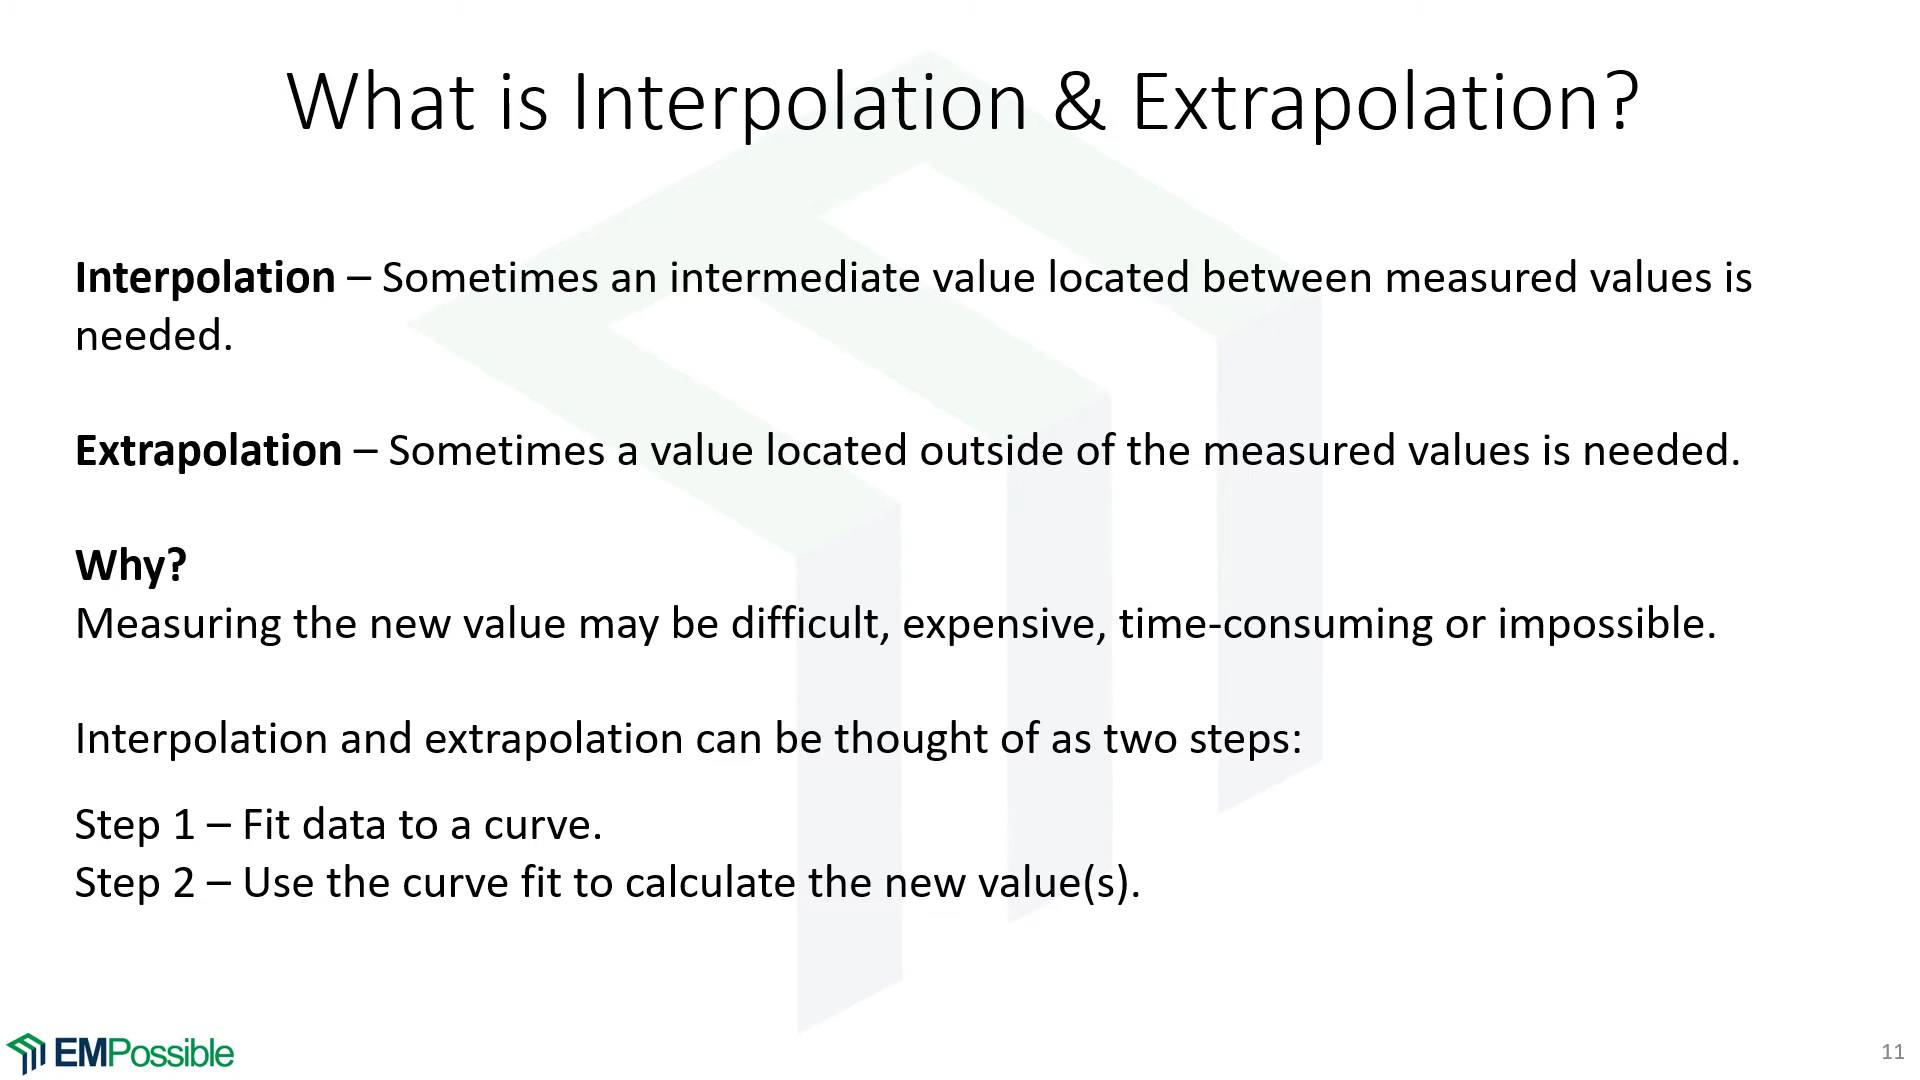 What is Interpolation & Extrapolation?
Interpolation – Sometimes an intermediate value located between measured values is
needed.
Extrapolation – Sometimes a value located outside of the measured values is needed.
Why?
Measuring the new value may be difficult, expensive, time-consuming or impossible.
Interpolation and extrapolation can be thought of as two steps:
Step 1 – Fit data to a curve.
Step 2 – Use the curve fit to calculate the new value(s).
EMPossible
11